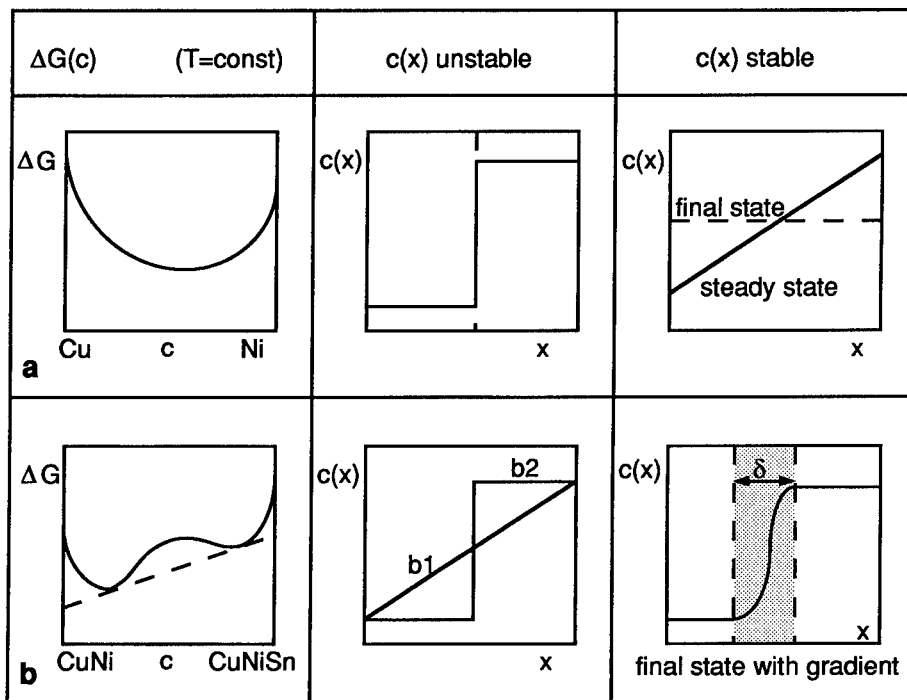 ΔG(c) (T=const)
c(x) unstable
c(x) stable
ΔG
Cu c Ni
a
c(x)
x
c(x)
final state
steady state
x
ΔG
CuNi c CuNiSn
b
c(x)
b2
b1
x
c(x)
δ
x
final state with gradient